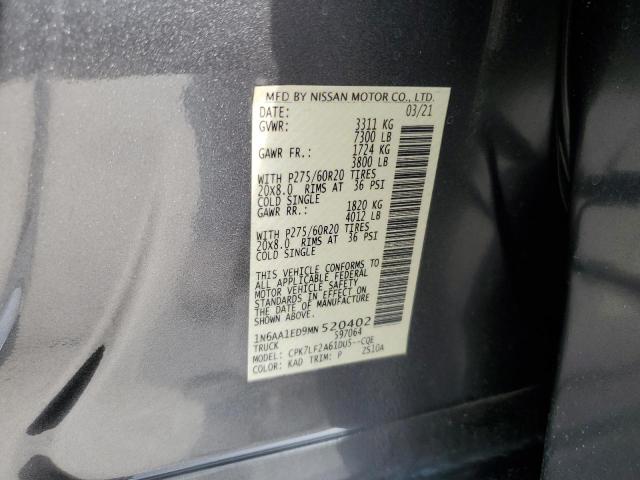 MFD BY NISSAN MOTOR CO., LTD.
DATE: 03/21
GVWR: 3311 KG
7300 LB
GAWR FR.: 1724 KG
3800 LB
WITH P275/60R20 TIRES
20x8.0 RIMS AT 36 PSI
COLD SINGLE
GAWR RR.: 1820 KG
4012 LB
WITH P275/60R20 TIRES
20x8.0 RIMS AT 36 PSI
COLD SINGLE
THIS VEHICLE CONFORMS TO
ALL APPLICABLE FEDERAL
MOTOR VEHICLE SAFETY
STANDARDS IN EFFECT ON
THE DATE OF MANUFACTURE
SHOWN ABOVE.
1N6AA1ED9MN 520402
TRUCK S97064
MODEL: CPK7LF2A61DUS--CQE
COLOR: KAD TRIM: P ZS10A